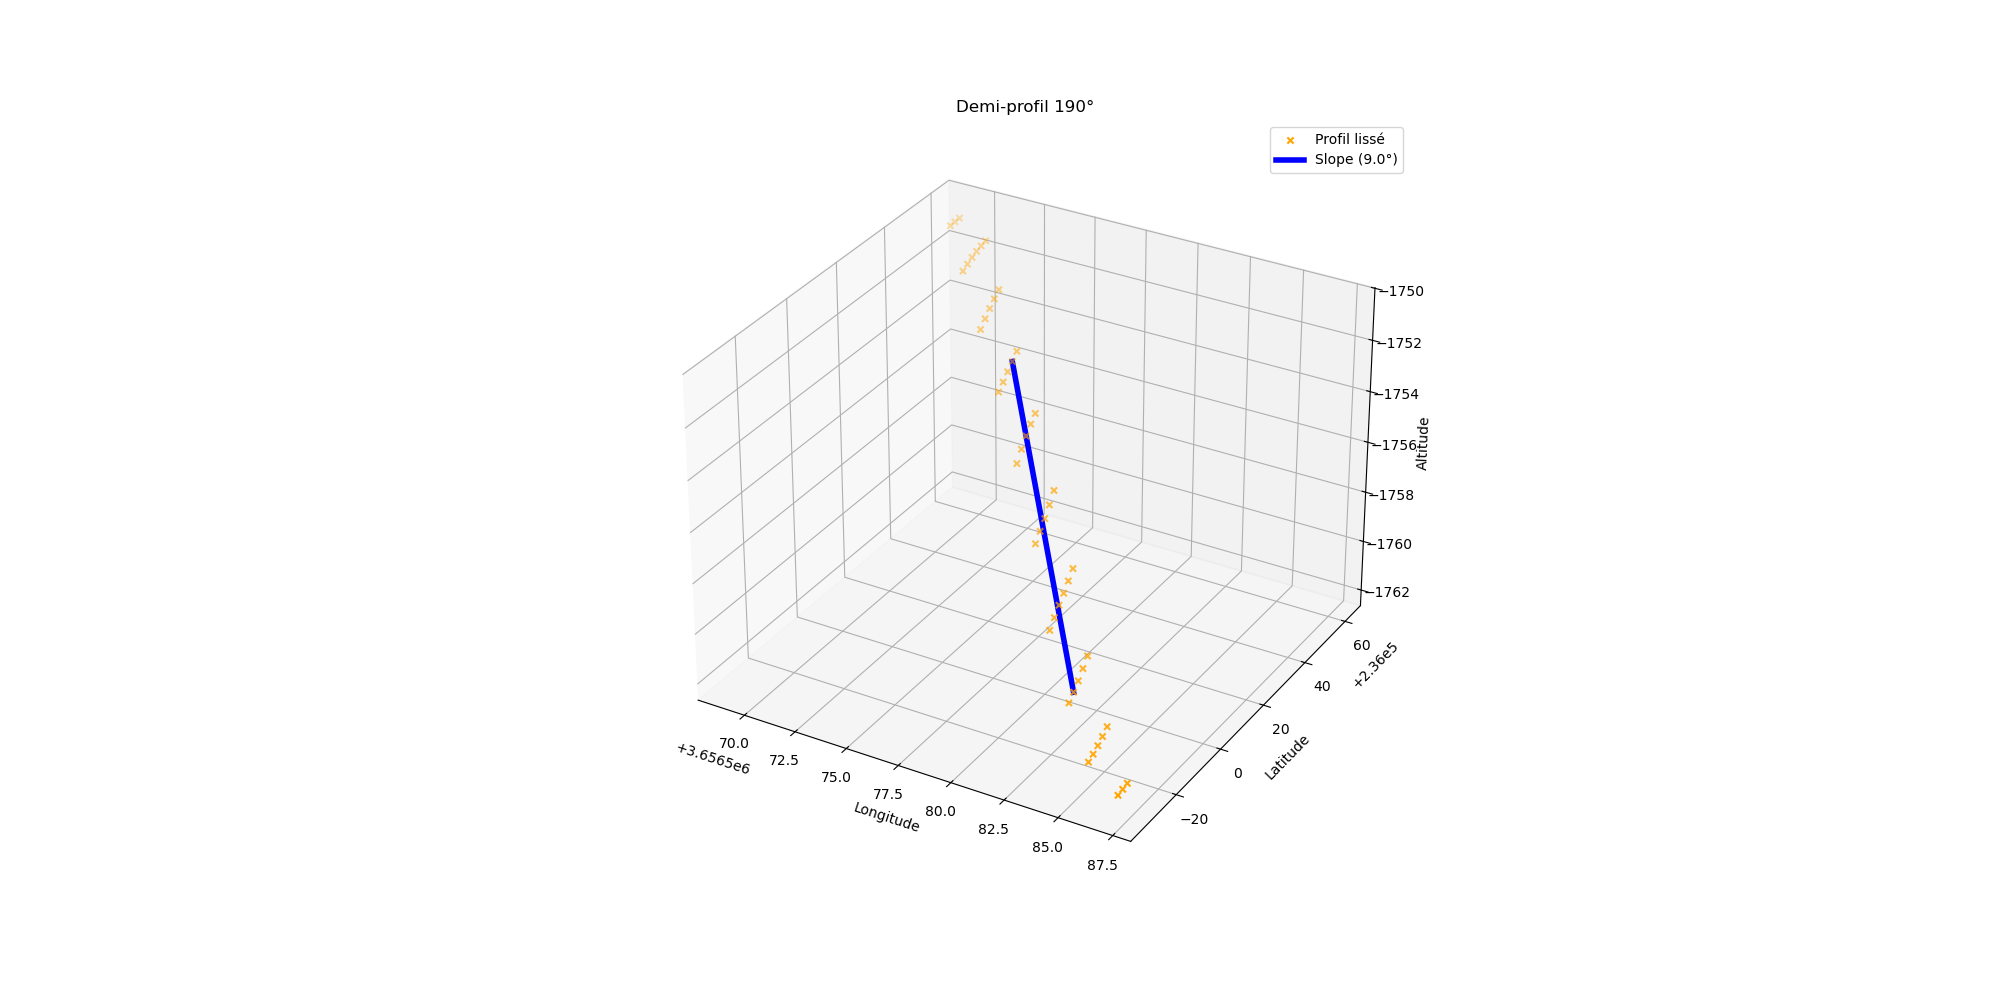 Demi-profil 190°
Profil lissé
Slope (9.0°)
−1750
−1752
−1754
−1756
−1758
−1760
−1762
Altitude
60
40
20
0
−20
+2.36e5
Latitude
70.0
72.5
75.0
77.5
80.0
82.5
85.0
87.5
+3.6565e6
Longitude